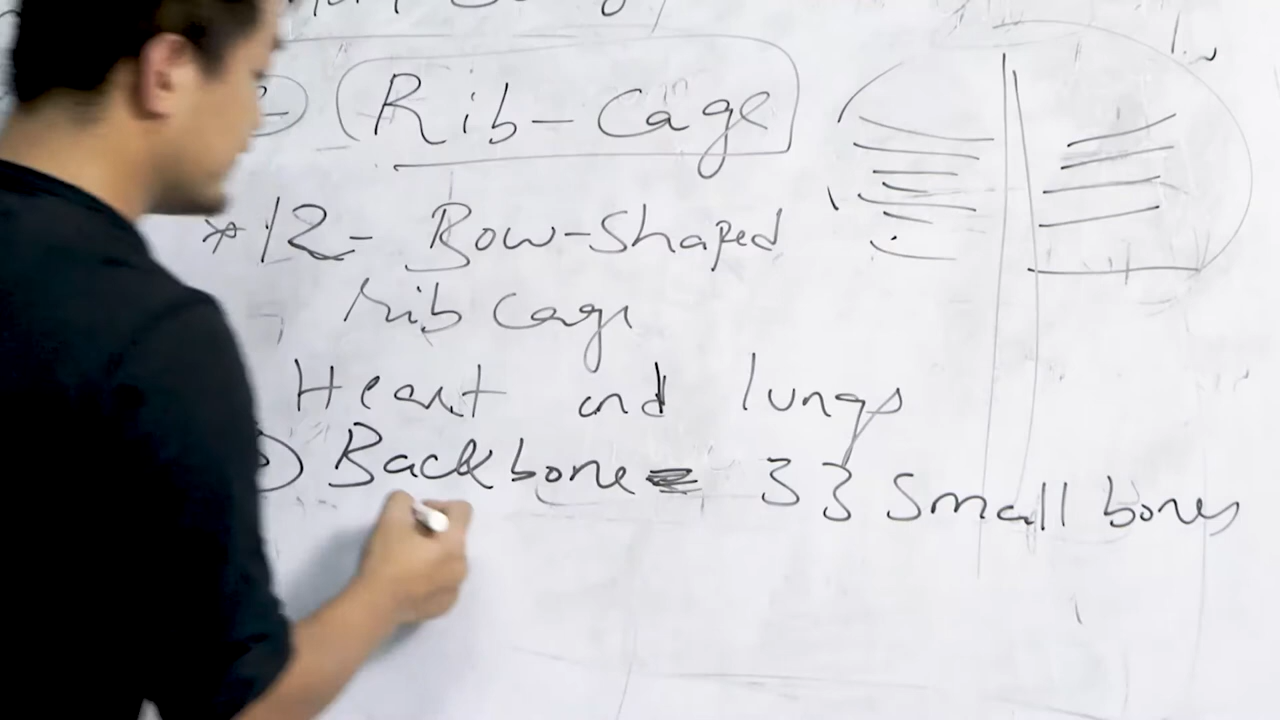 Rib-Cage
* 12- Bow-Shaped
rib cage
Heart and lungs
Backbone = 33 Small bones